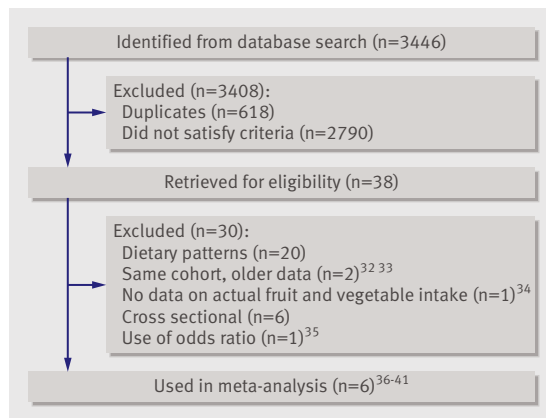 Identified from database search (n=3446)
Excluded (n=3408):
Duplicates (n=618)
Did not satisfy criteria (n=2790)
Retrieved for eligibility (n=38)
Excluded (n=30):
Dietary patterns (n=20)
Same cohort, older data (n=2)32 33
No data on actual fruit and vegetable intake (n=1)34
Cross sectional (n=6)
Use of odds ratio (n=1)35
Used in meta-analysis (n=6)36-41